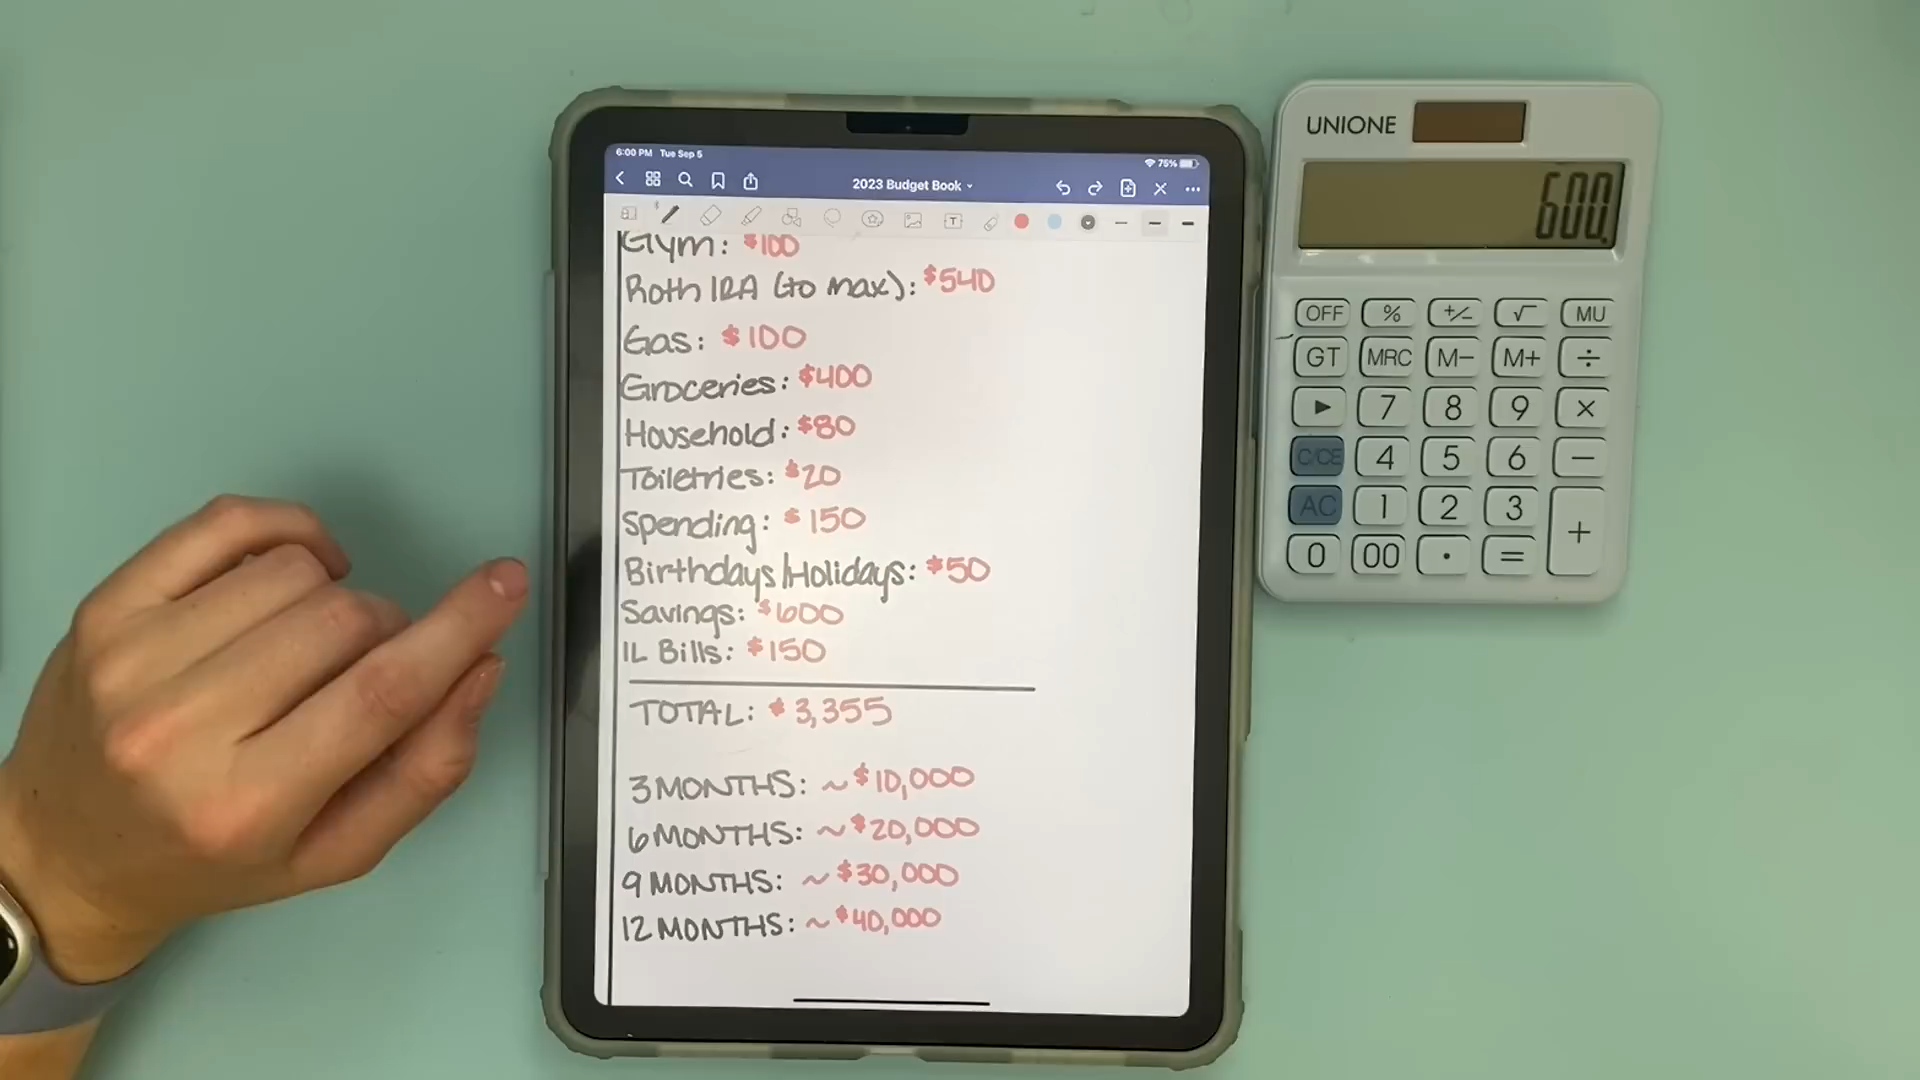 6:00 PM Tue Sep 5
75%
2023 Budget Book
T
Gym: $100
Roth IRA (to max): $540
Gas: $100
Groceries: $400
Household: $80
Toiletries: $20
Spending: $150
Birthdays/Holidays: $50
Savings: $600
IL Bills: $150
TOTAL: $3,355
3 MONTHS: ~$10,000
6 MONTHS: ~$20,000
9 MONTHS: ~$30,000
12 MONTHS: ~$40,000
UNIONE
600.
OFF % +/− √ MU
GT MRC M− M+ ÷
▶ 7 8 9 ×
C/CE 4 5 6 −
AC 1 2 3 +
0 00 . =